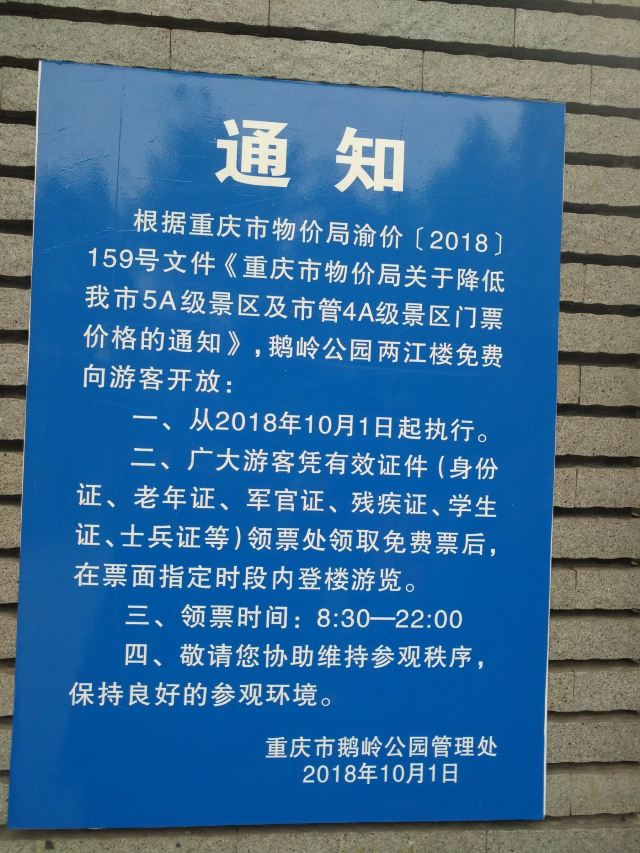 通知
根据重庆市物价局渝价〔2018〕
159号文件《重庆市物价局关于降低
我市5A级景区及市管4A级景区门票
价格的通知》,鹅岭公园两江楼免费
向游客开放:
一、从2018年10月1日起执行。
二、广大游客凭有效证件(身份
证、老年证、军官证、残疾证、学生
证、士兵证等)领票处领取免费票后,
在票面指定时段内登楼游览。
三、领票时间:8:30—22:00
四、敬请您协助维持参观秩序,
保持良好的参观环境。
重庆市鹅岭公园管理处
2018年10月1日